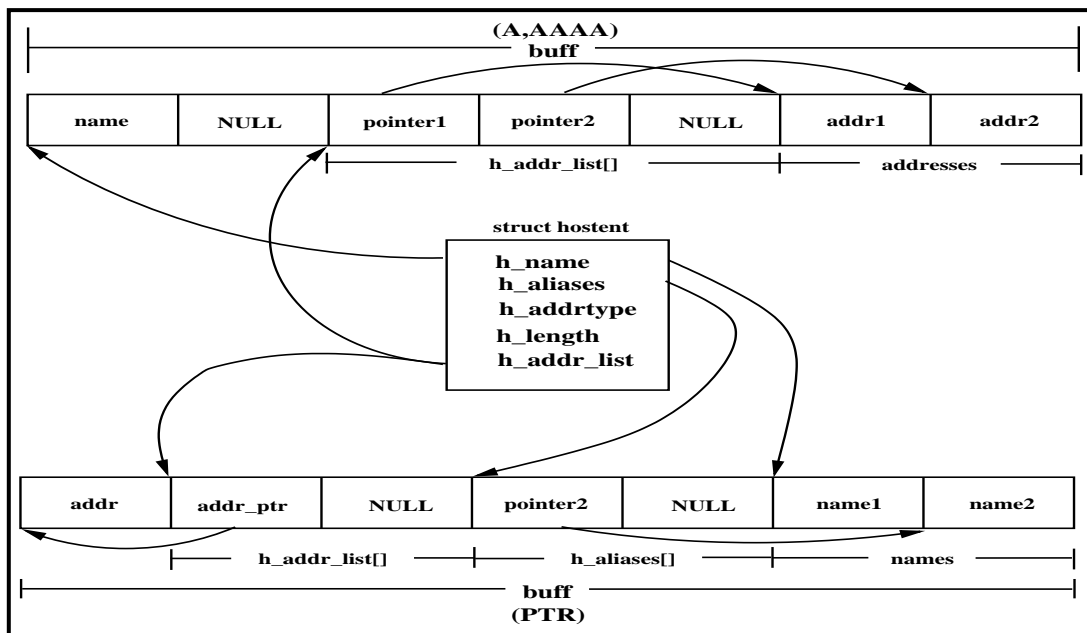 (A,AAAA)
buff
name NULL pointer1 pointer2 NULL addr1 addr2
h_addr_list[] addresses
struct hostent
h_name
h_aliases
h_addrtype
h_length
h_addr_list
addr addr_ptr NULL pointer2 NULL name1 name2
h_addr_list[] h_aliases[] names
buff
(PTR)